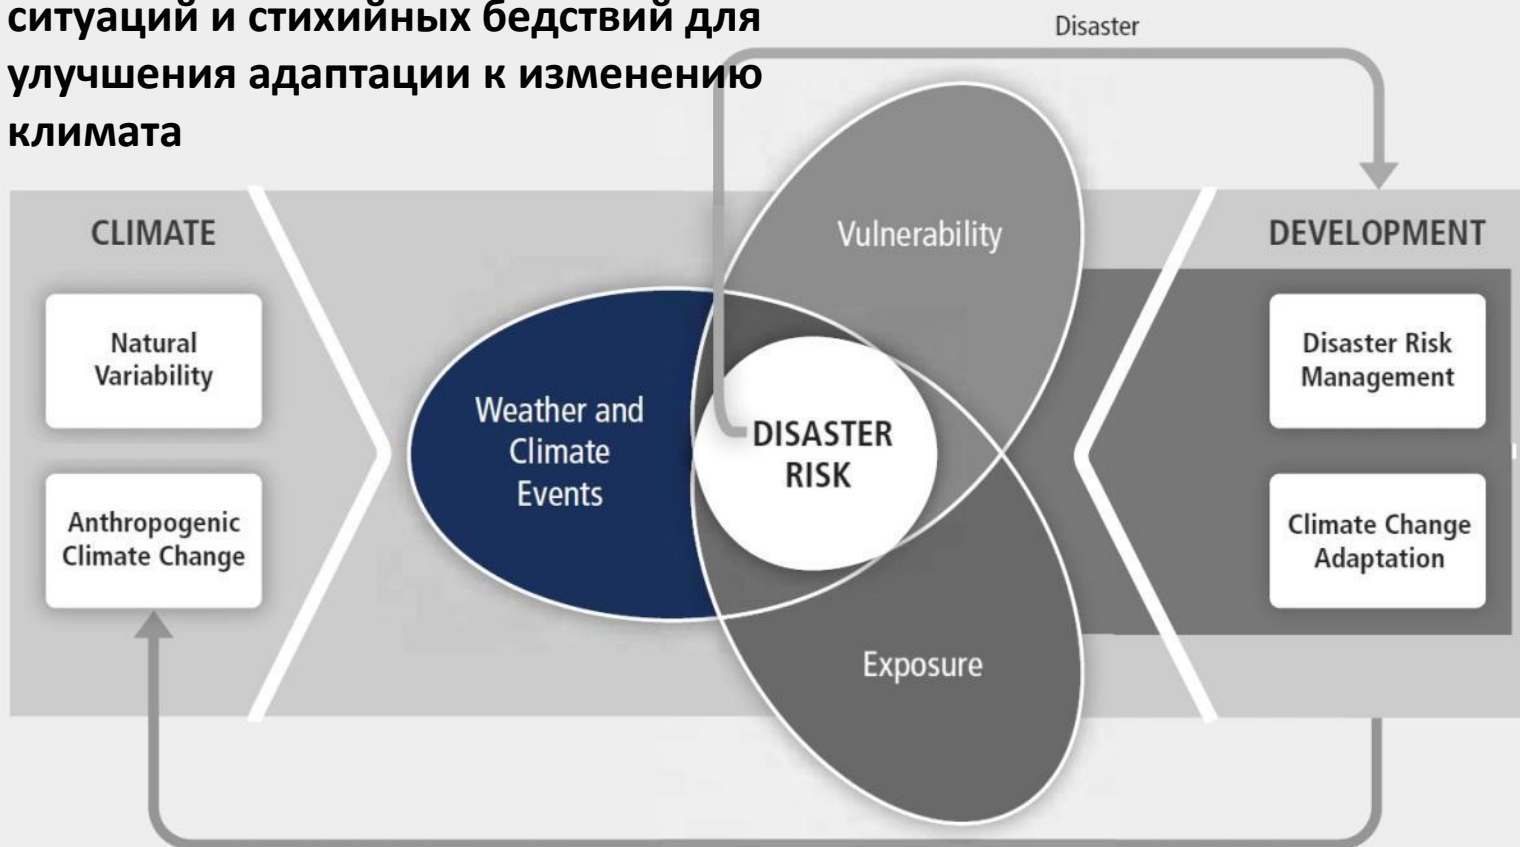 ситуаций и стихийных бедствий для
улучшения адаптации к изменению
климата
Disaster
CLIMATE
Natural
Variability
Anthropogenic
Climate Change
Vulnerability
Weather and
Climate
Events
DISASTER
RISK
Exposure
DEVELOPMENT
Disaster Risk
Management
Climate Change
Adaptation